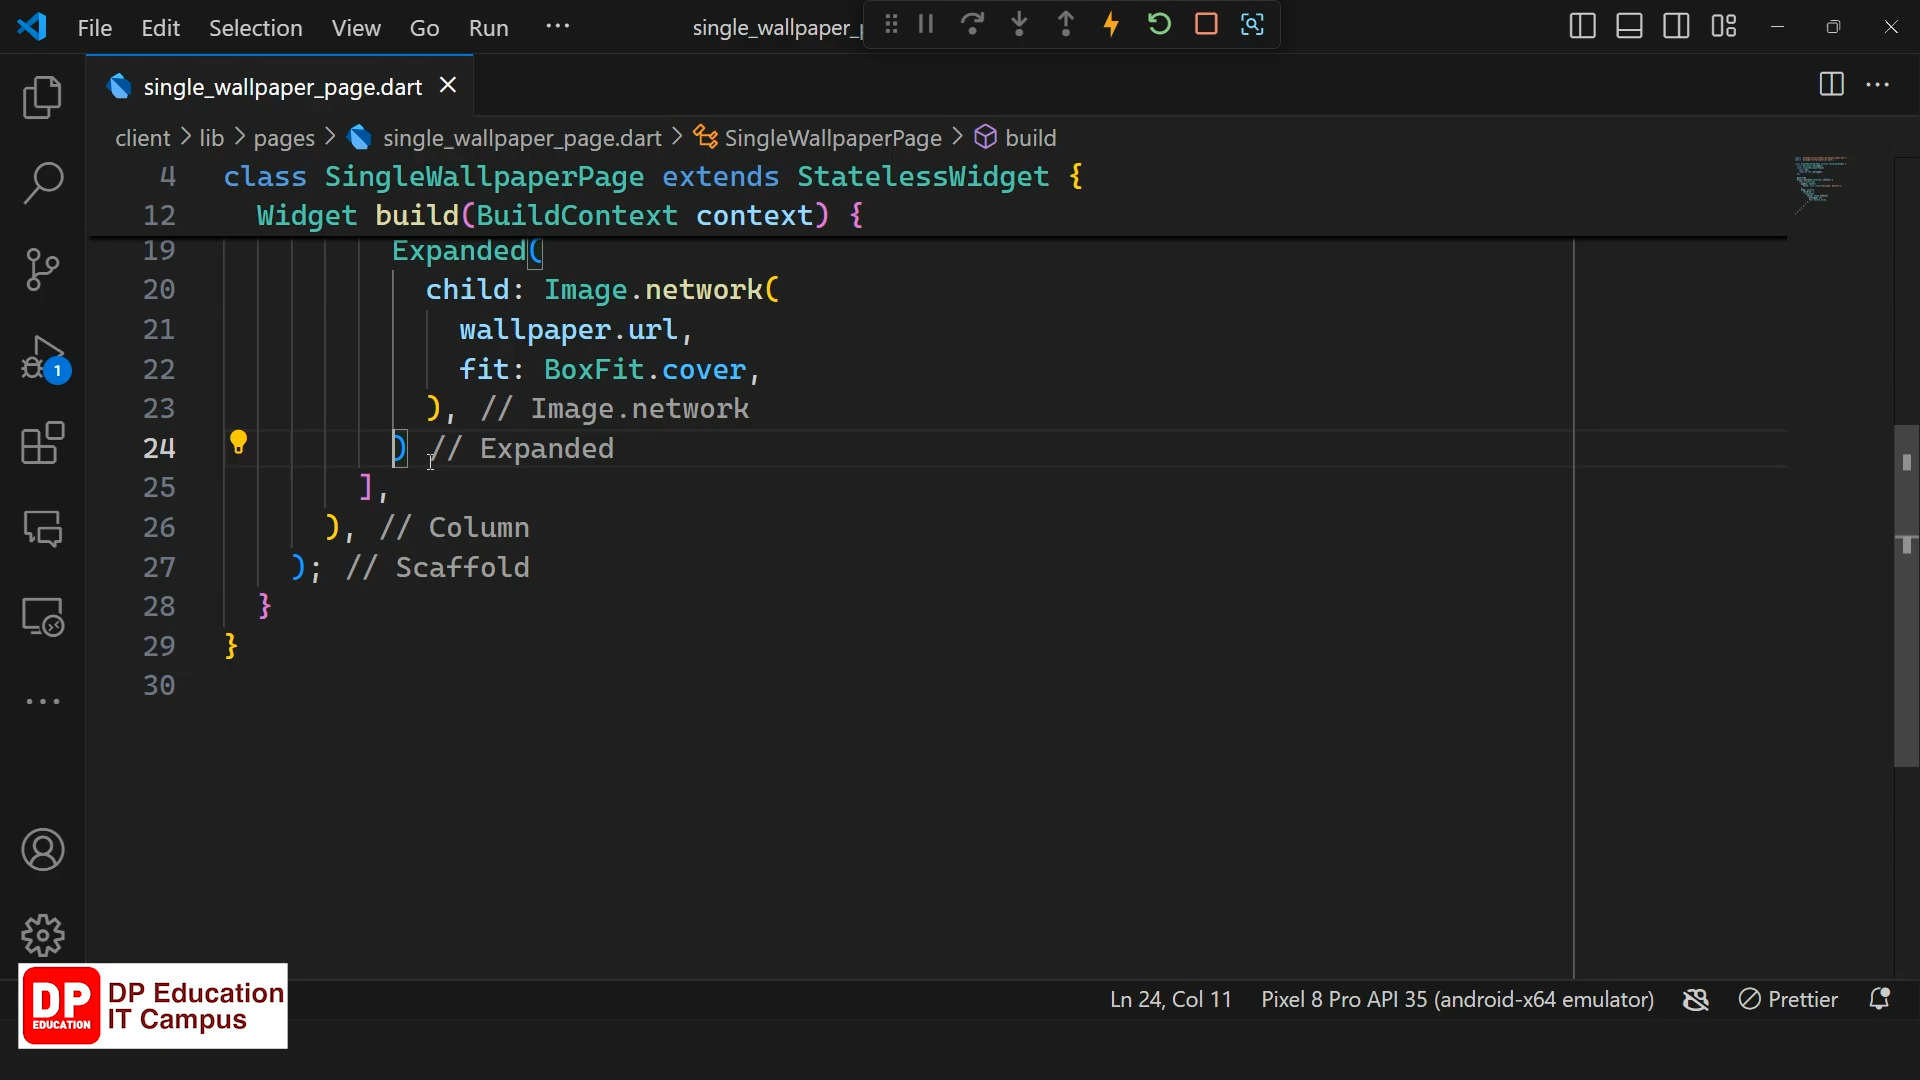 File Edit Selection View Go Run ··· single_wallpaper_p
single_wallpaper_page.dart
client > lib > pages > single_wallpaper_page.dart > SingleWallpaperPage > build
4 class SingleWallpaperPage extends StatelessWidget {
12 Widget build(BuildContext context) {
19 Expanded(
20 child: Image.network(
21 wallpaper.url,
22 fit: BoxFit.cover,
23 ), // Image.network
24 ) // Expanded
25 ],
26 ), // Column
27 ); // Scaffold
28 }
29 }
30
1
DP EDUCATION
DP Education
IT Campus
Ln 24, Col 11 Pixel 8 Pro API 35 (android-x64 emulator) Prettier